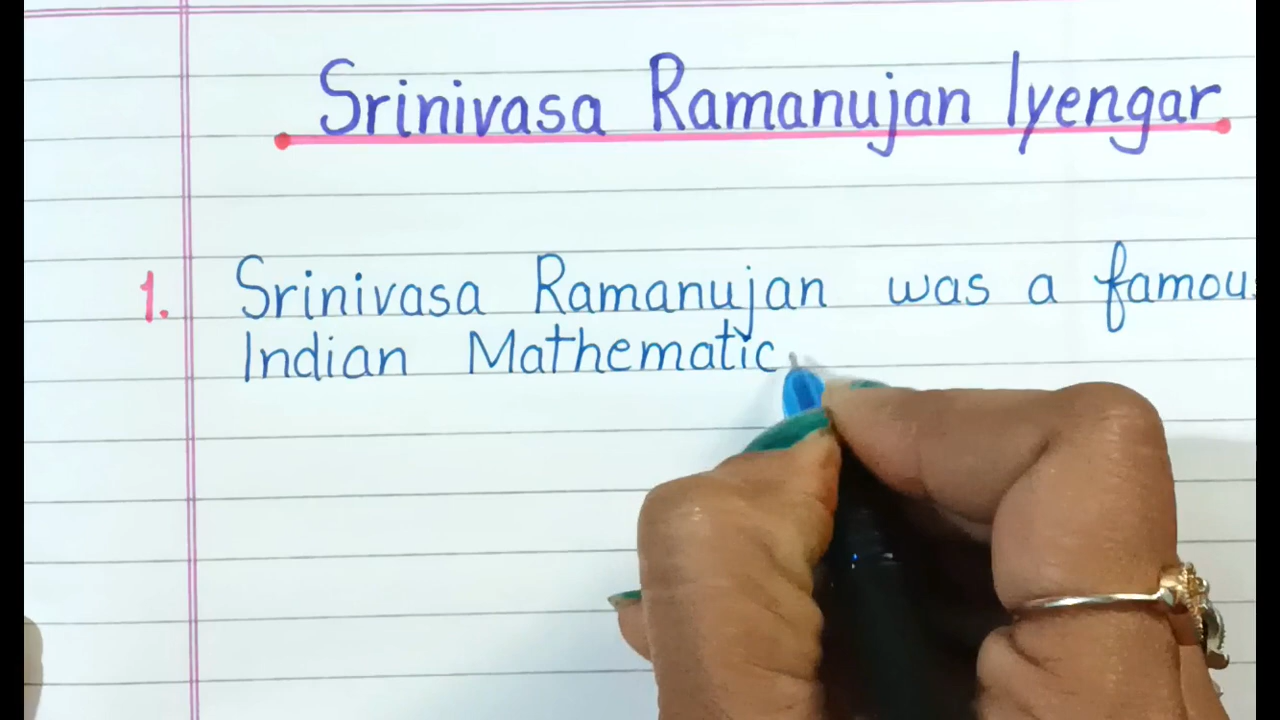 Srinivasa Ramanujan Iyengar
1. Srinivasa Ramanujan was a famou
Indian Mathematic